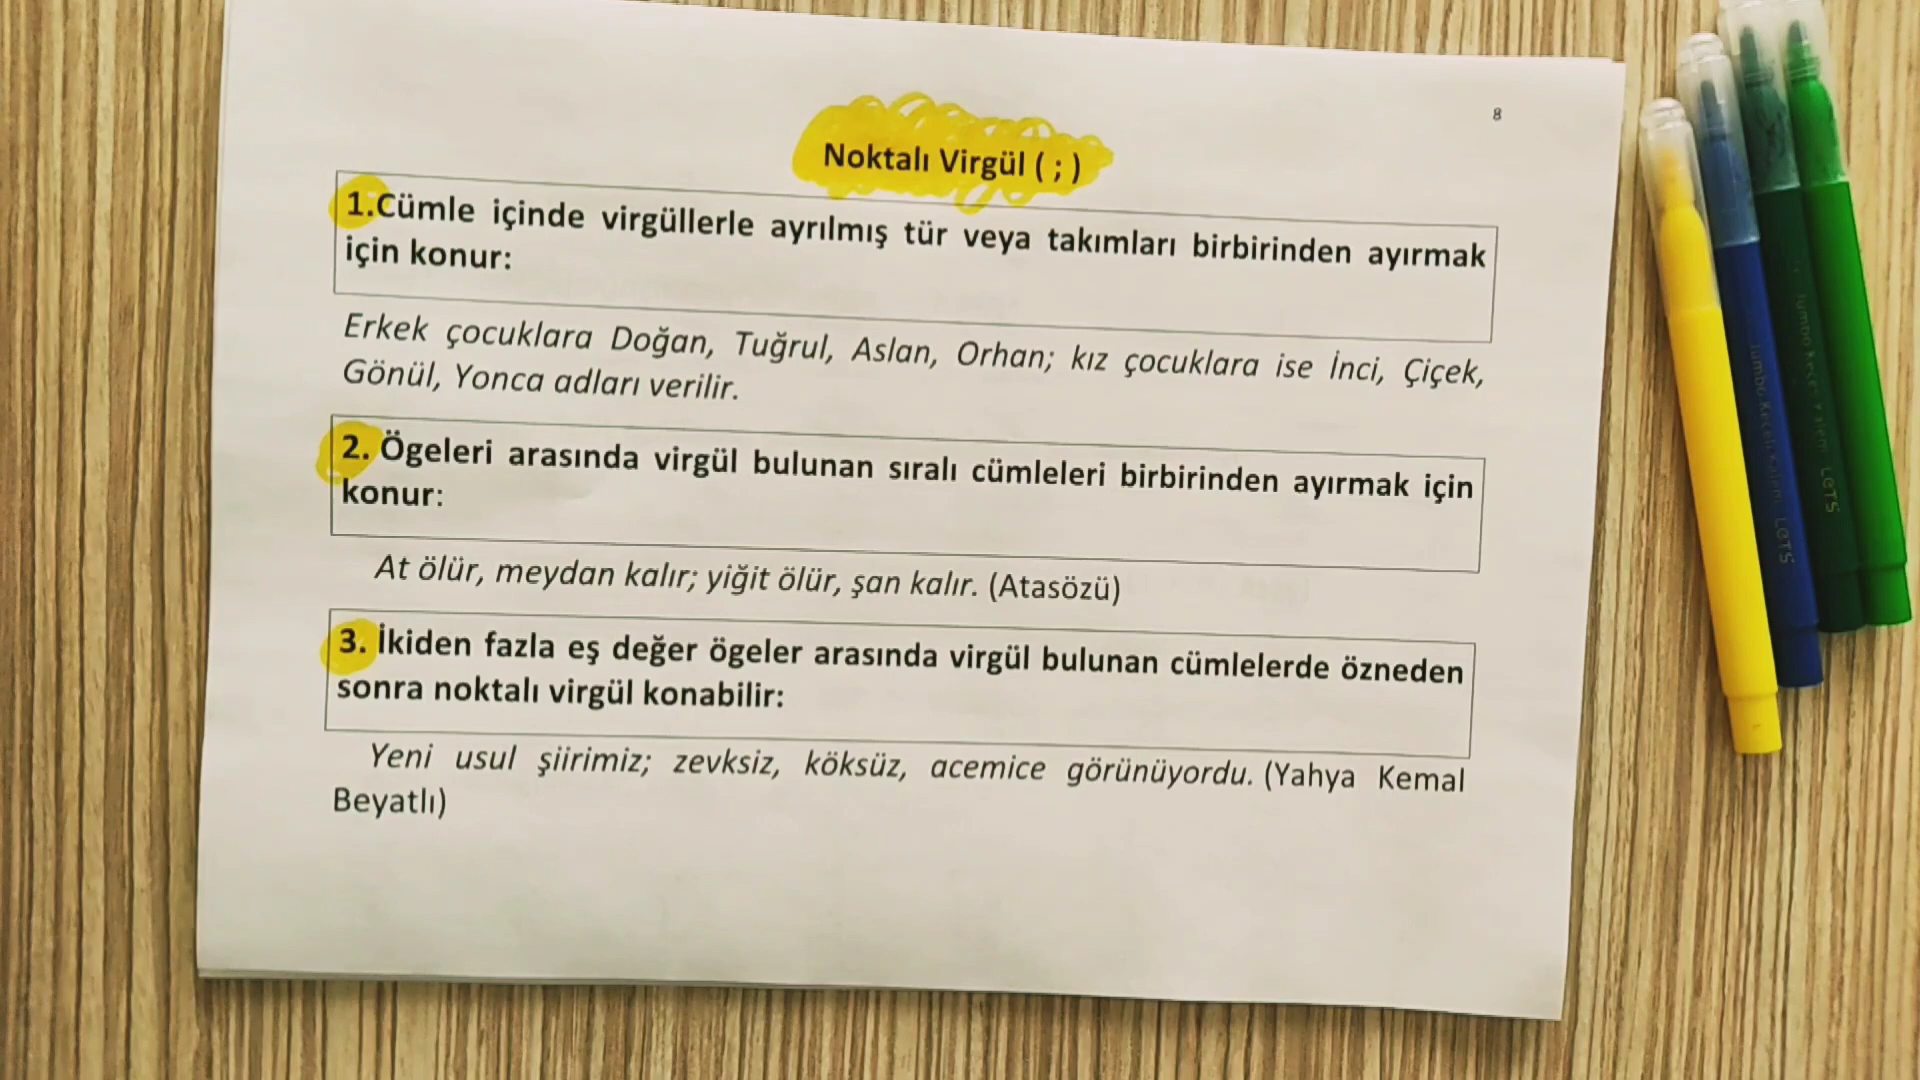 8
Noktalı Virgül ( ; )
1.Cümle içinde virgüllerle ayrılmış tür veya takımları birbirinden ayırmak
için konur:
Erkek çocuklara Doğan, Tuğrul, Aslan, Orhan; kız çocuklara ise İnci, Çiçek,
Gönül, Yonca adları verilir.
2. Ögeleri arasında virgül bulunan sıralı cümleleri birbirinden ayırmak için
konur:
At ölür, meydan kalır; yiğit ölür, şan kalır. (Atasözü)
3. İkiden fazla eş değer ögeler arasında virgül bulunan cümlelerde özneden
sonra noktalı virgül konabilir:
Yeni usul şiirimiz; zevksiz, köksüz, acemice görünüyordu. (Yahya Kemal
Beyatlı)
LeTS
LeTS